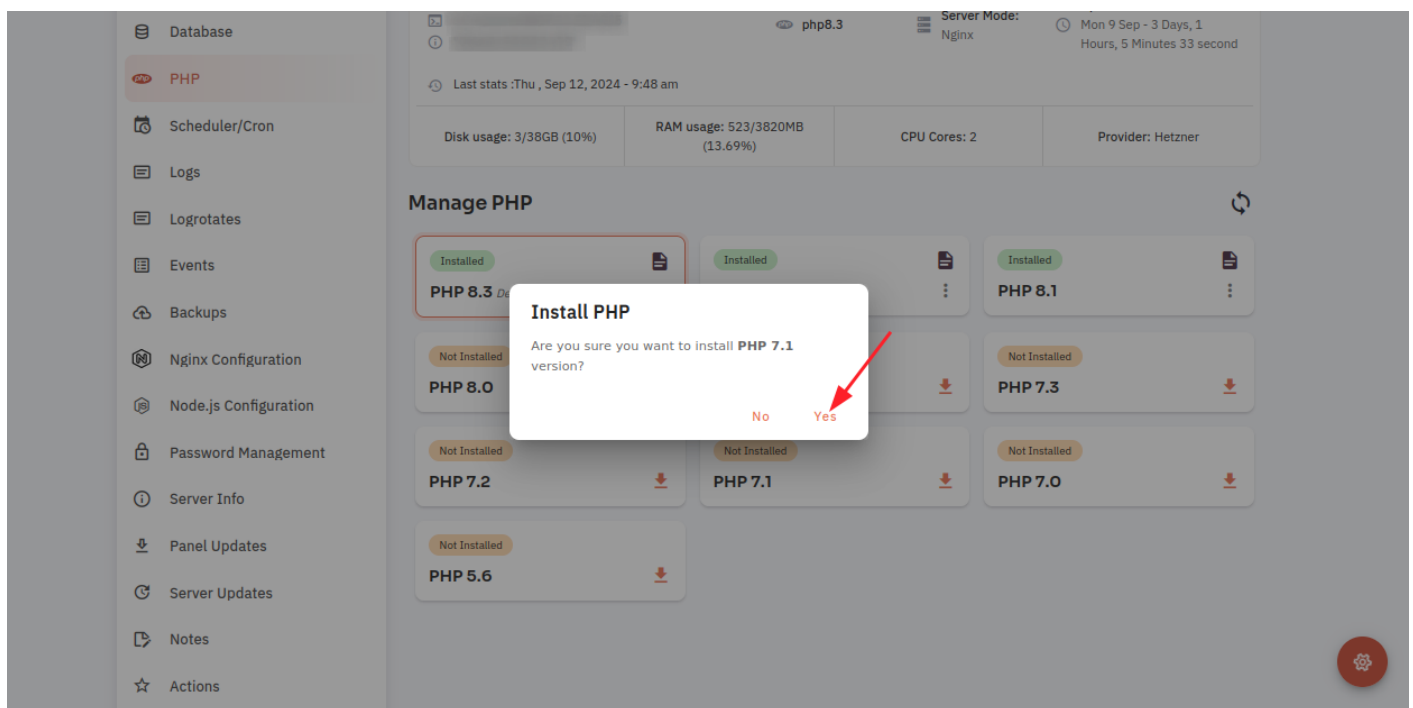 Database
PHP
Scheduler/Cron
Logs
Logrotates
Events
Backups
Nginx Configuration
Node.js Configuration
Password Management
Server Info
Panel Updates
Server Updates
Notes
Actions
php8.3
Server Mode:
Nginx
Mon 9 Sep - 3 Days, 1
Hours, 5 Minutes 33 second
Last stats :Thu , Sep 12, 2024 - 9:48 am
Disk usage: 3/38GB (10%)
RAM usage: 523/3820MB
(13.69%)
CPU Cores: 2
Provider: Hetzner
Manage PHP
Installed
PHP 8.3
Installed
Installed
PHP 8.1
Install PHP
Are you sure you want to install PHP 7.1
version?
No Yes
Not Installed
PHP 8.0
Not Installed
PHP 7.3
Not Installed
PHP 7.2
Not Installed
PHP 7.1
Not Installed
PHP 7.0
Not Installed
PHP 5.6